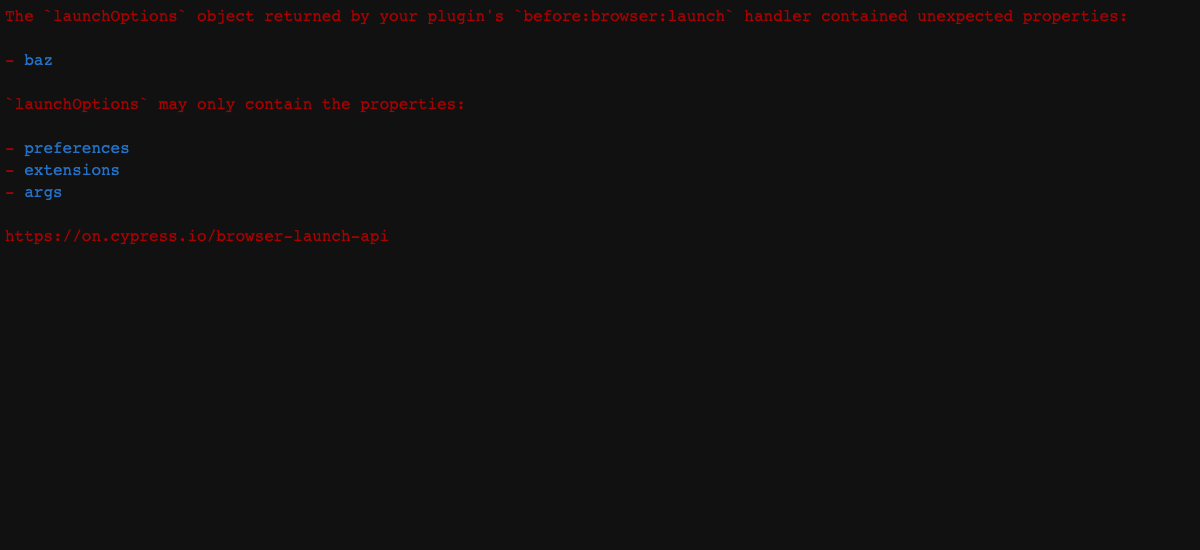 The `launchOptions` object returned by your plugin's `before:browser:launch` handler contained unexpected properties:
- baz
`launchOptions` may only contain the properties:
- preferences
- extensions
- args
https://on.cypress.io/browser-launch-api